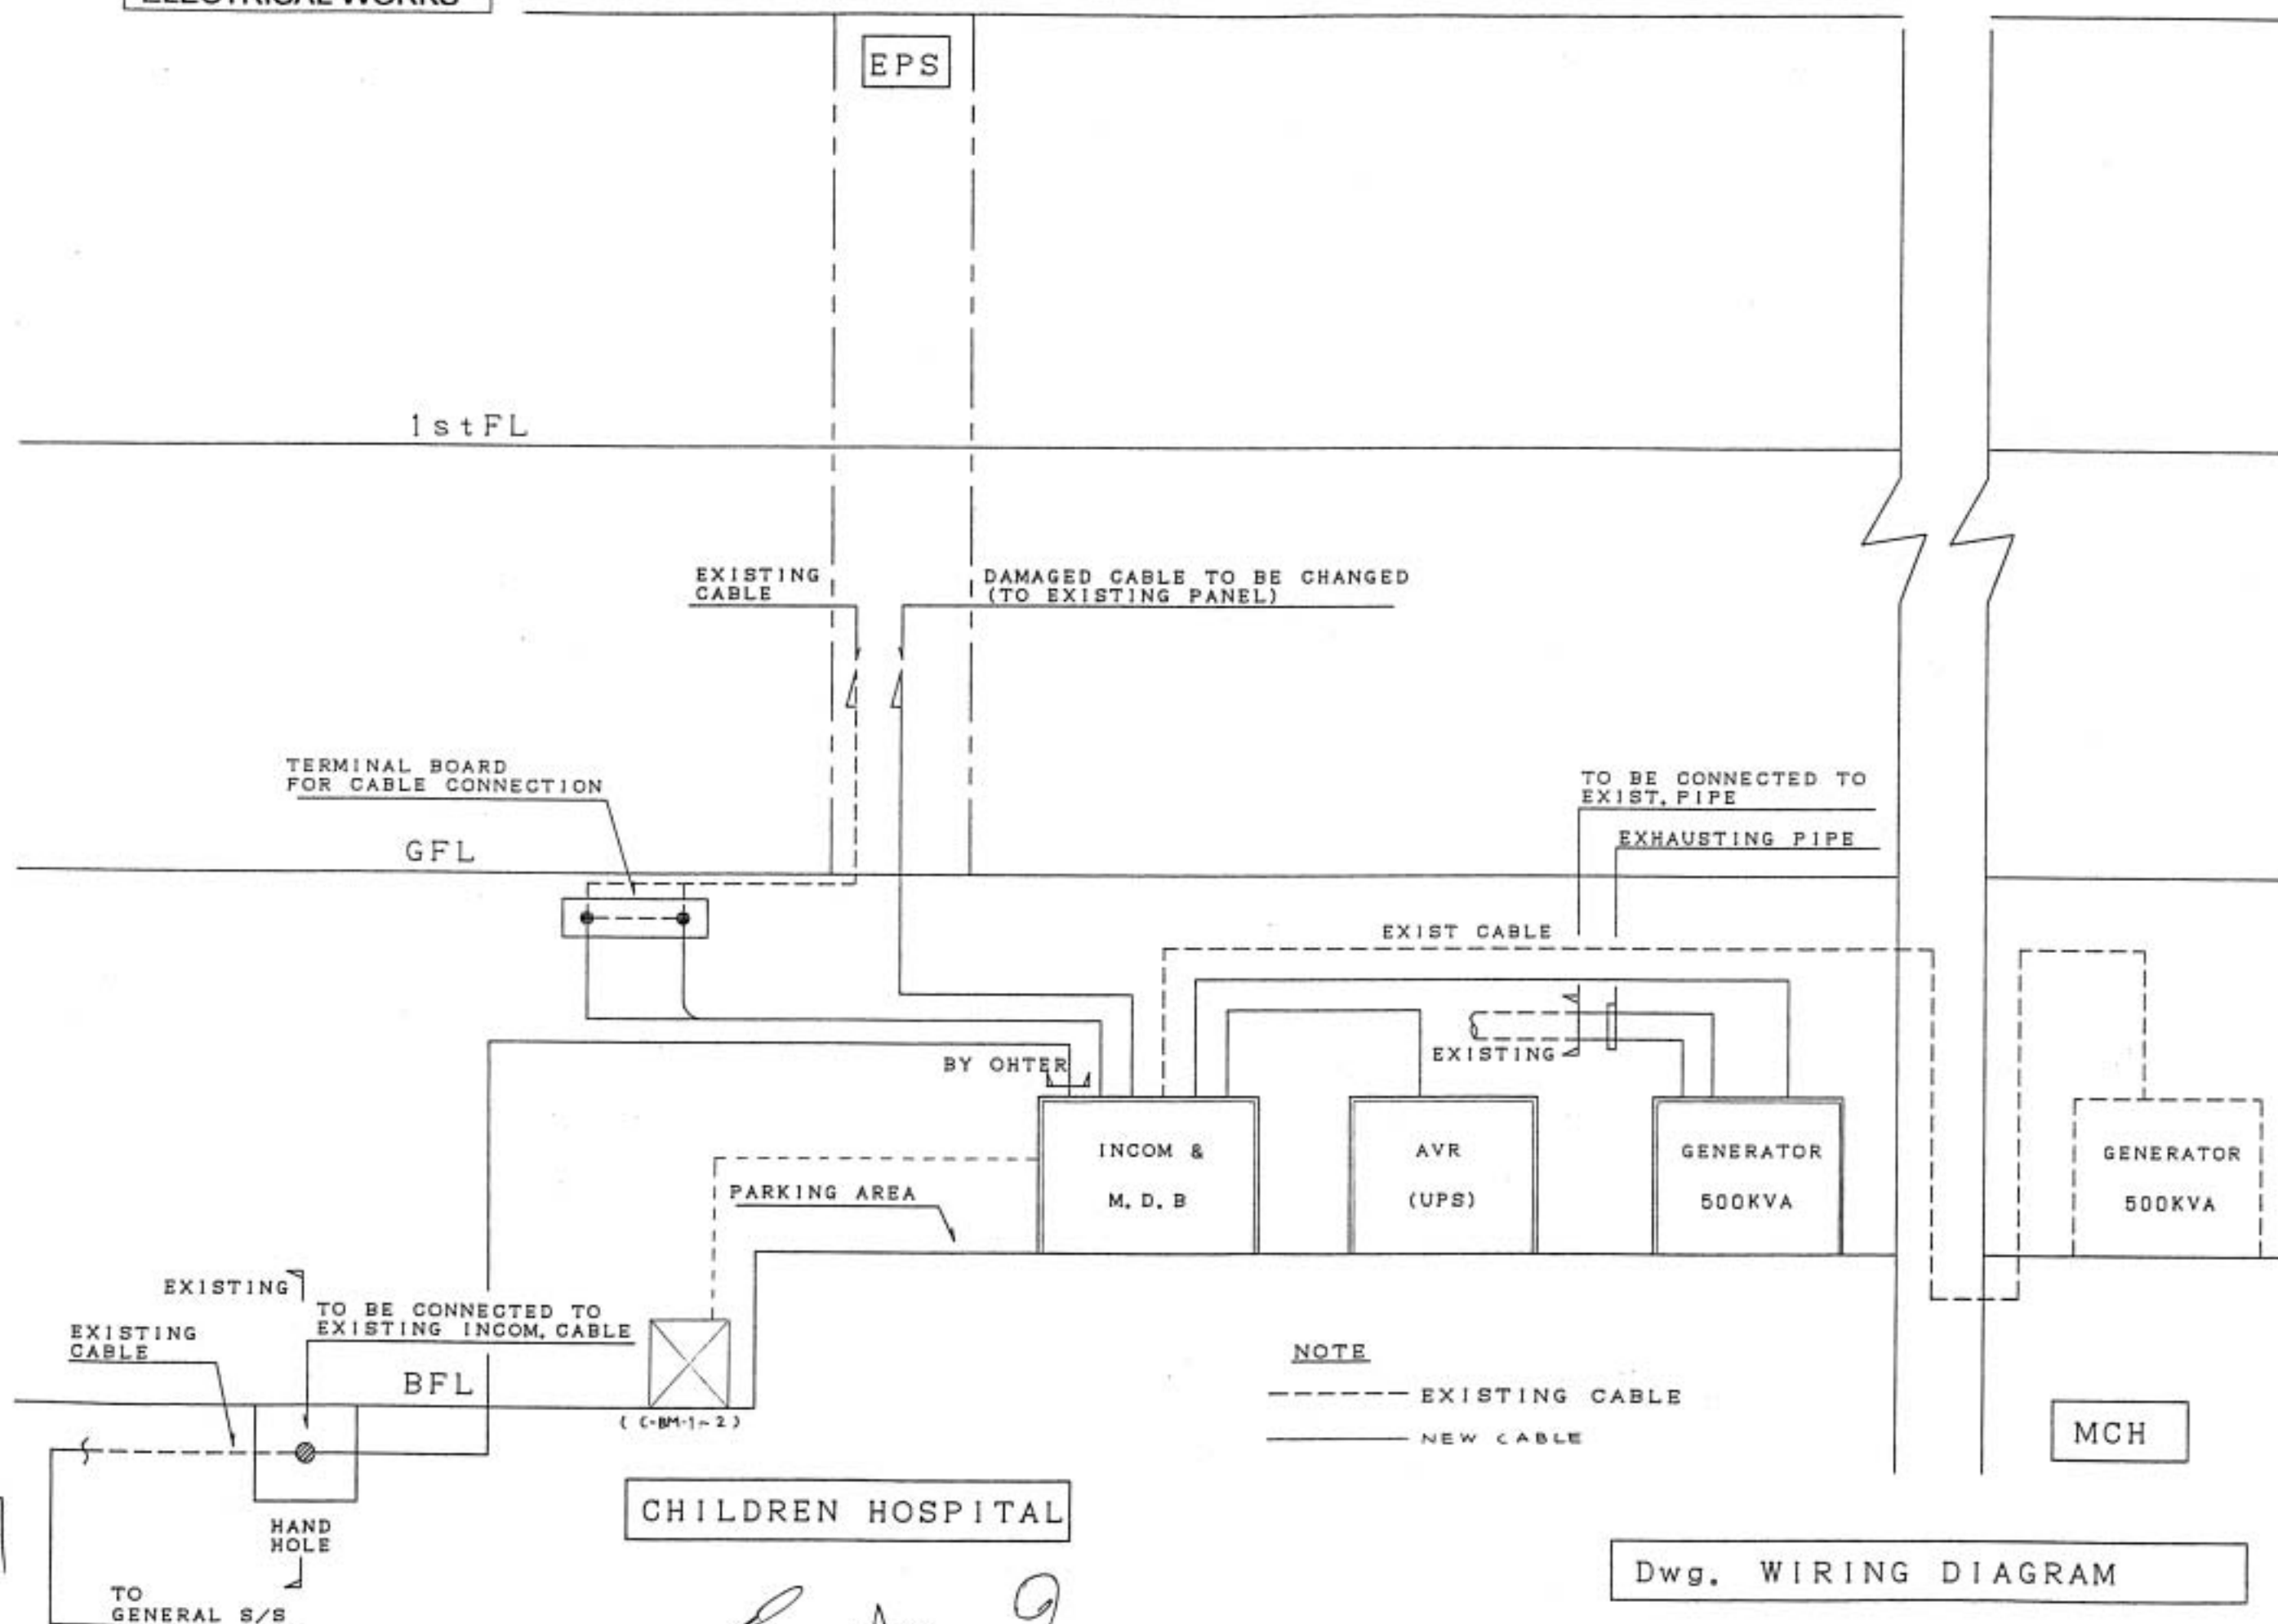 ELECTRICAL WORKS
EPS
1stFL
EXISTING
CABLE
DAMAGED CABLE TO BE CHANGED
(TO EXISTING PANEL)
TERMINAL BOARD
FOR CABLE CONNECTION
GFL
TO BE CONNECTED TO
EXIST. PIPE
EXHAUSTING PIPE
EXIST CABLE
BY OHTER
EXISTING
INCOM &
M. D. B
AVR
(UPS)
GENERATOR
500KVA
GENERATOR
500KVA
PARKING AREA
EXISTING
TO BE CONNECTED TO
EXISTING INCOM. CABLE
EXISTING
CABLE
BFL
(C-BM-1~2)
NOTE
EXISTING CABLE
NEW CABLE
MCH
HAND
HOLE
CHILDREN HOSPITAL
TO
GENERAL S/S
Dwg. WIRING DIAGRAM